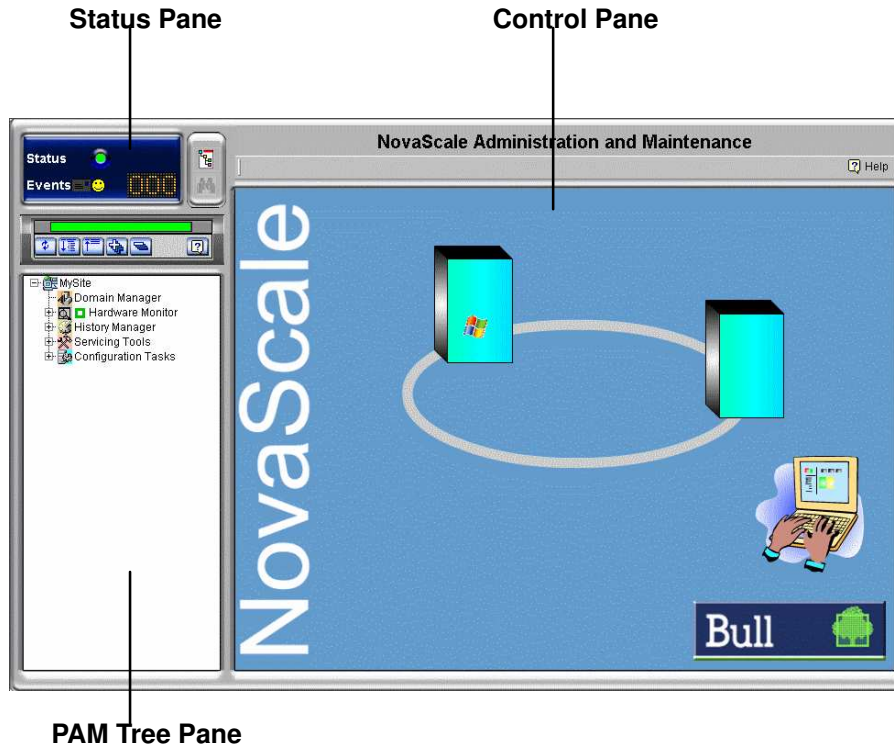 Status Pane
Control Pane
NovaScale Administration and Maintenance
Status
Events
000
Help
MySite
Domain Manager
Hardware Monitor
History Manager
Servicing Tools
Configuration Tasks
NovaScale
Bull
PAM Tree Pane